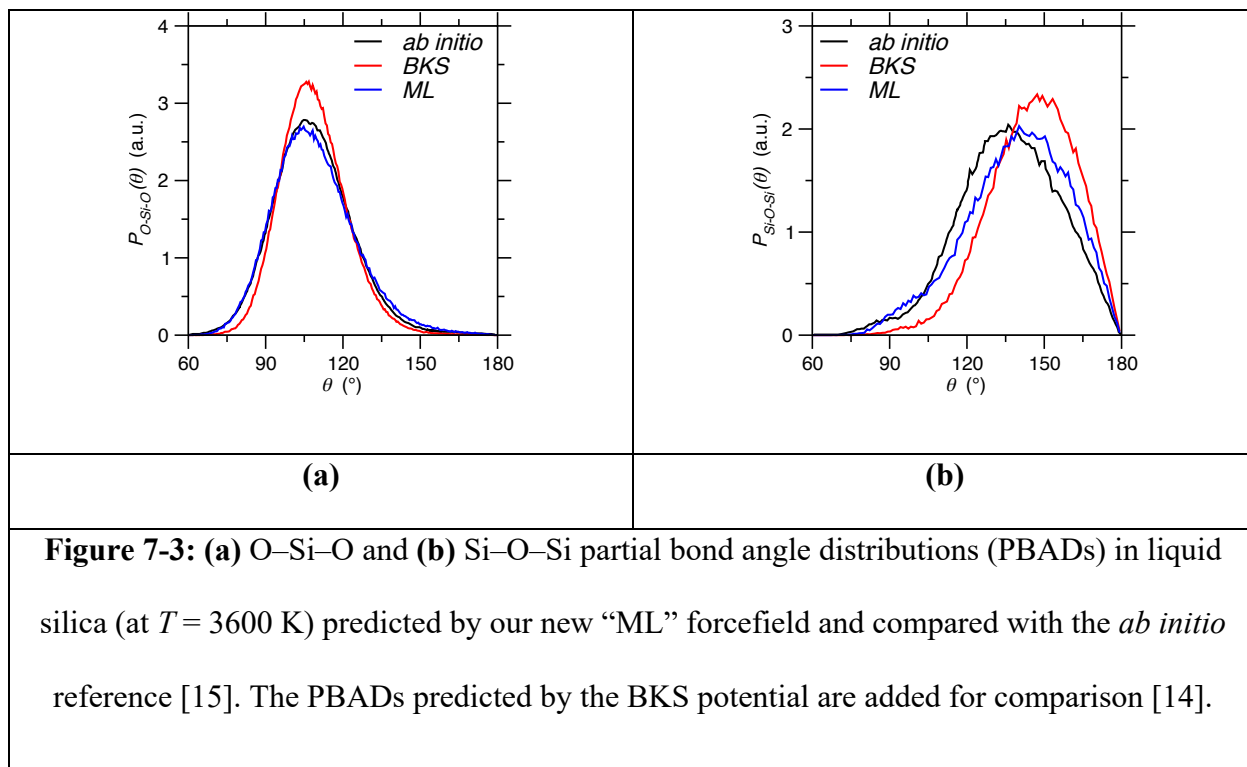 4
3
2
1
0
P_O-Si-O(θ) (a.u.)
ab initio
BKS
ML
60 90 120 150 180
θ (°)
3
2
1
0
P_Si-O-Si(θ) (a.u.)
ab initio
BKS
ML
60 90 120 150 180
θ (°)
(a) (b)
Figure 7-3: (a) O–Si–O and (b) Si–O–Si partial bond angle distributions (PBADs) in liquid
silica (at T = 3600 K) predicted by our new “ML” forcefield and compared with the ab initio
reference [15]. The PBADs predicted by the BKS potential are added for comparison [14].